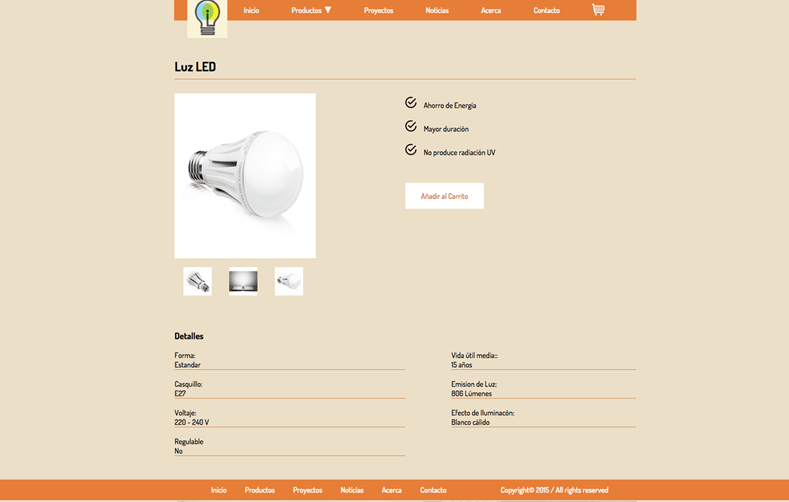 Inicio
Productos
Proyectos
Noticias
Acerca
Contacto
Luz LED
Ahorro de Energía
Mayor duración
No produce radiación UV
Añadir al Carrito
Detalles
Forma:
Estandar
Casquillo:
E27
Voltaje:
220 - 240 V
Regulable
No
Vida útil media::
15 años
Emision de Luz:
806 Lúmenes
Efecto de Iluminacón:
Blanco cálido
Inicio
Productos
Proyectos
Noticias
Acerca
Contacto
Copyright© 2015 / All rights reserved